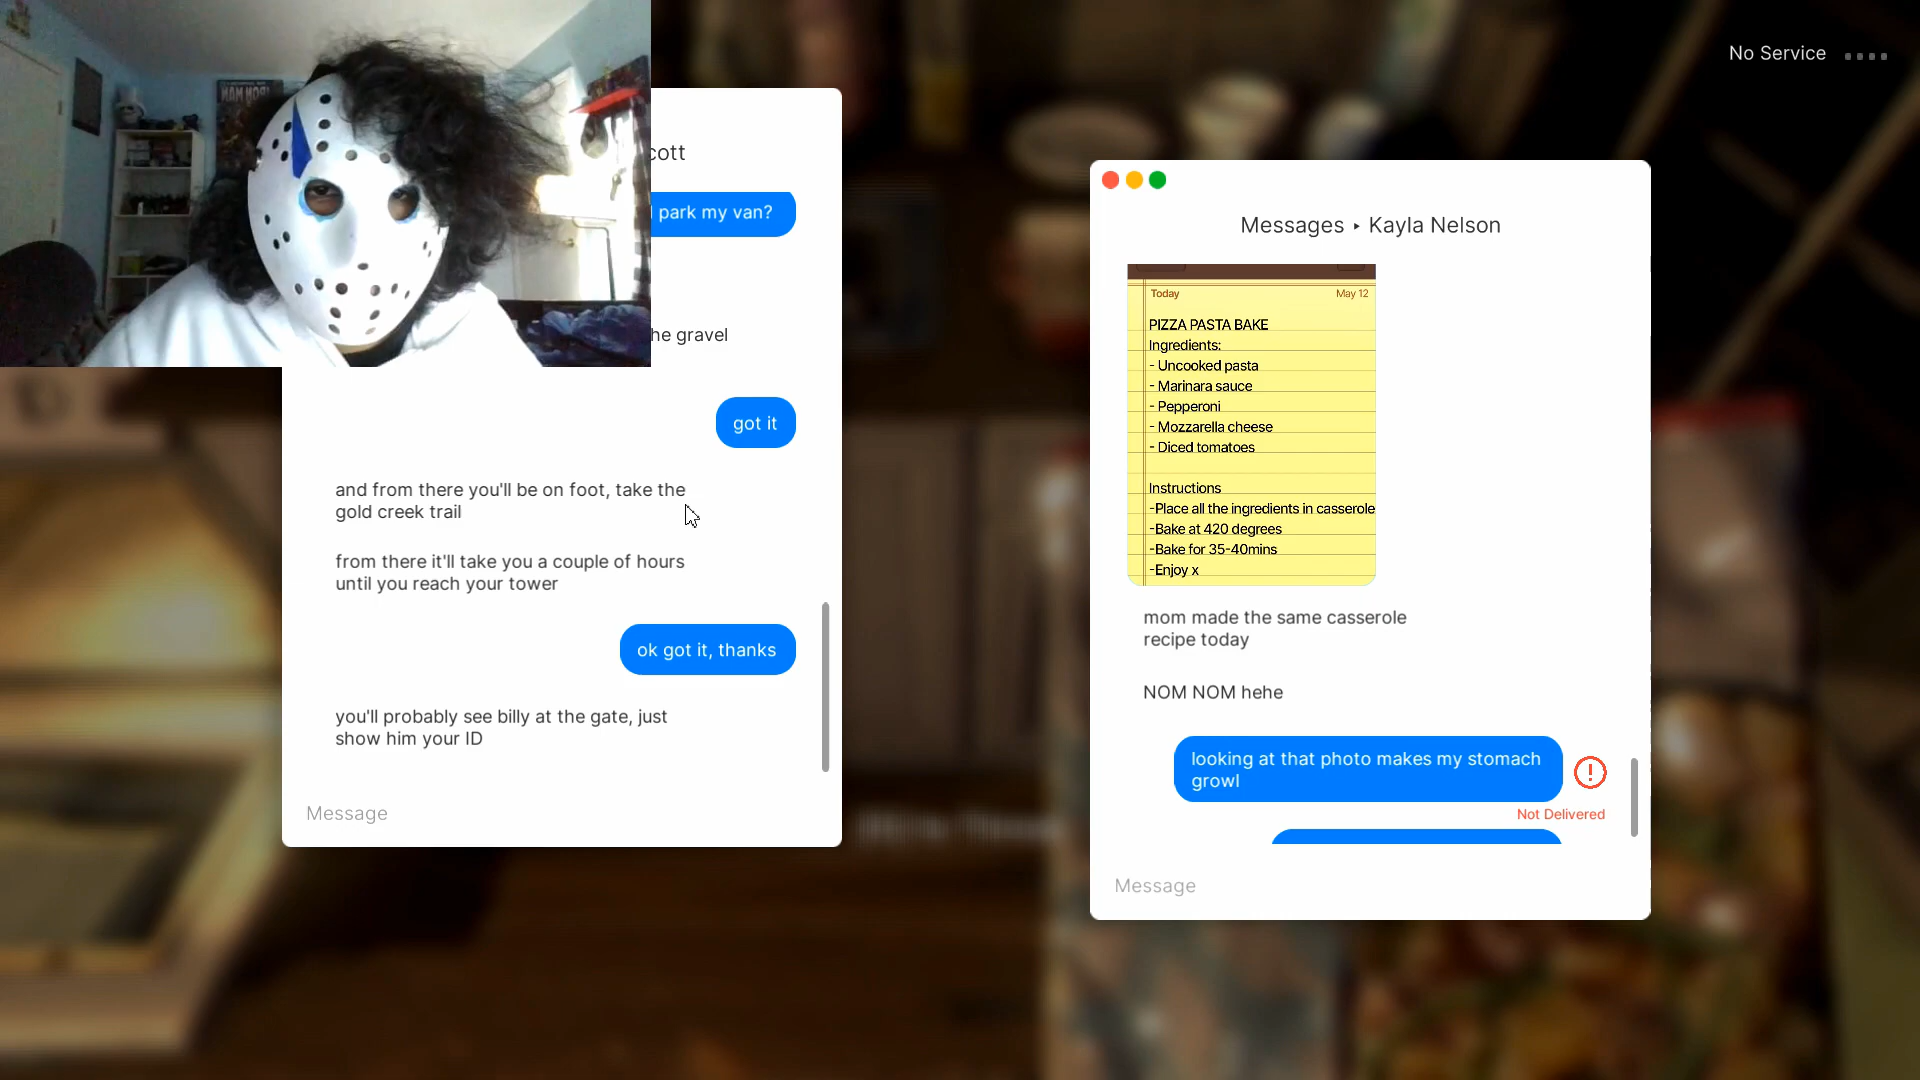 IRON MAN
No Service
cott
park my van?
he gravel
got it
and from there you'll be on foot, take the
gold creek trail
from there it'll take you a couple of hours
until you reach your tower
ok got it, thanks
you'll probably see billy at the gate, just
show him your ID
Message
Messages ▸ Kayla Nelson
Today May 12
PIZZA PASTA BAKE
Ingredients:
- Uncooked pasta
- Marinara sauce
- Pepperoni
- Mozzarella cheese
- Diced tomatoes
Instructions
-Place all the ingredients in casserole
-Bake at 420 degrees
-Bake for 35-40mins
-Enjoy x
mom made the same casserole
recipe today
NOM NOM hehe
looking at that photo makes my stomach
growl
Not Delivered
Message